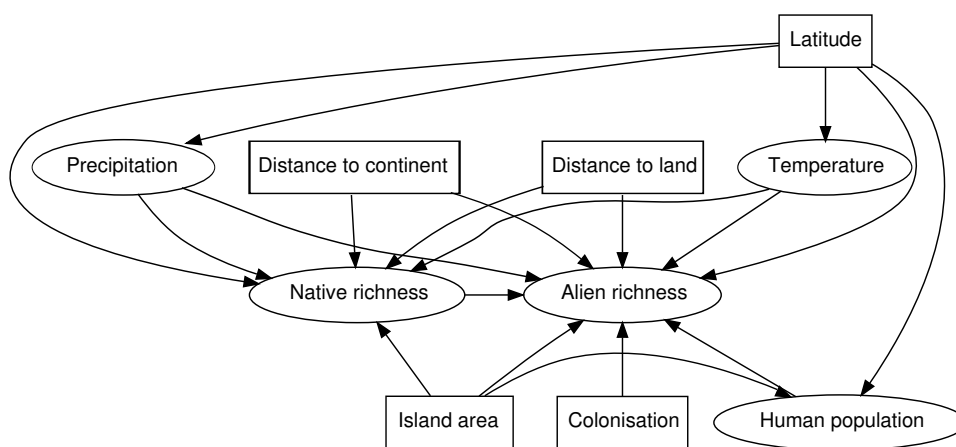 Latitude
Precipitation
Distance to continent
Distance to land
Temperature
Native richness
Alien richness
Island area
Colonisation
Human population